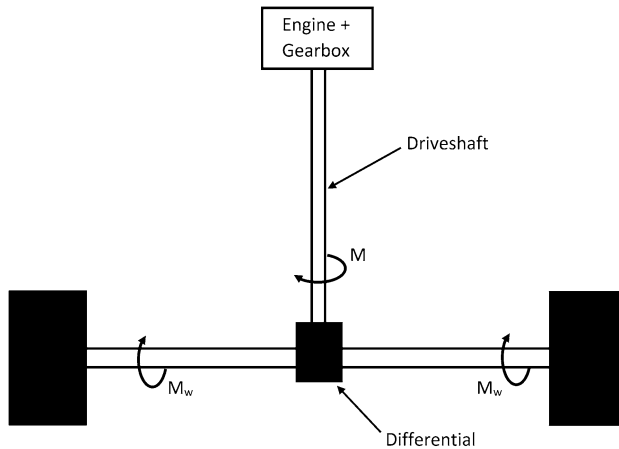 Engine +
Gearbox
Driveshaft
M
Mw
Mw
Differential